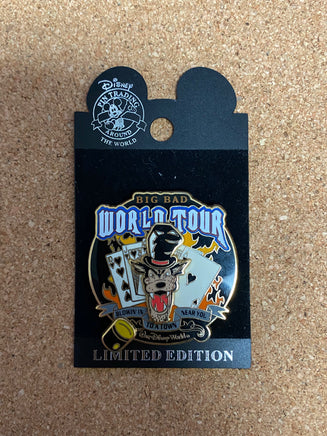 Disney
PIN TRADING
AROUND
THE WORLD
BIG BAD
WORLD TOUR
BLOWIN' IN
TO A TOWN
NEAR YOU
Walt Disney World
LIMITED EDITION